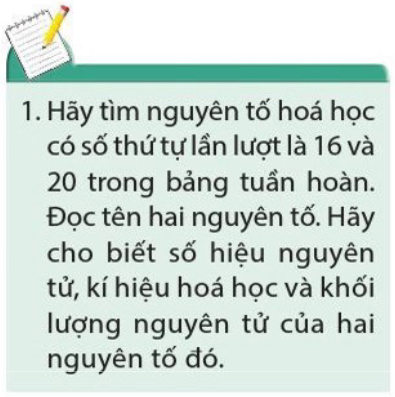 1. Hãy tìm nguyên tố hoá học
có số thứ tự lần lượt là 16 và
20 trong bảng tuần hoàn.
Đọc tên hai nguyên tố. Hãy
cho biết số hiệu nguyên
tử, kí hiệu hoá học và khối
lượng nguyên tử của hai
nguyên tố đó.